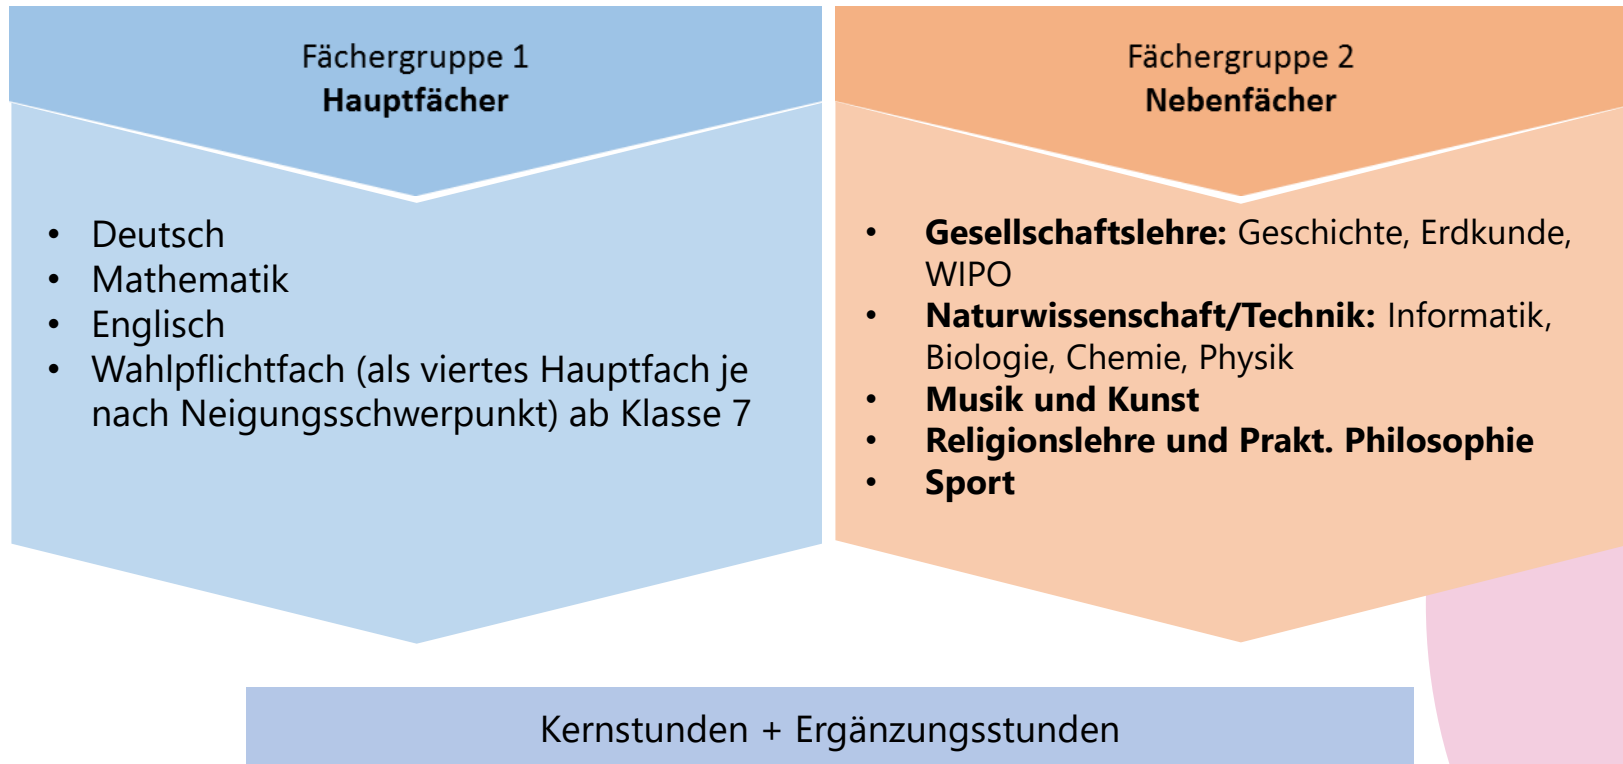 Fächergruppe 1
Hauptfächer
• Deutsch
• Mathematik
• Englisch
• Wahlpflichtfach (als viertes Hauptfach je
nach Neigungsschwerpunkt) ab Klasse 7
Fächergruppe 2
Nebenfächer
• Gesellschaftslehre: Geschichte, Erdkunde,
WIPO
• Naturwissenschaft/Technik: Informatik,
Biologie, Chemie, Physik
• Musik und Kunst
• Religionslehre und Prakt. Philosophie
• Sport
Kernstunden + Ergänzungsstunden